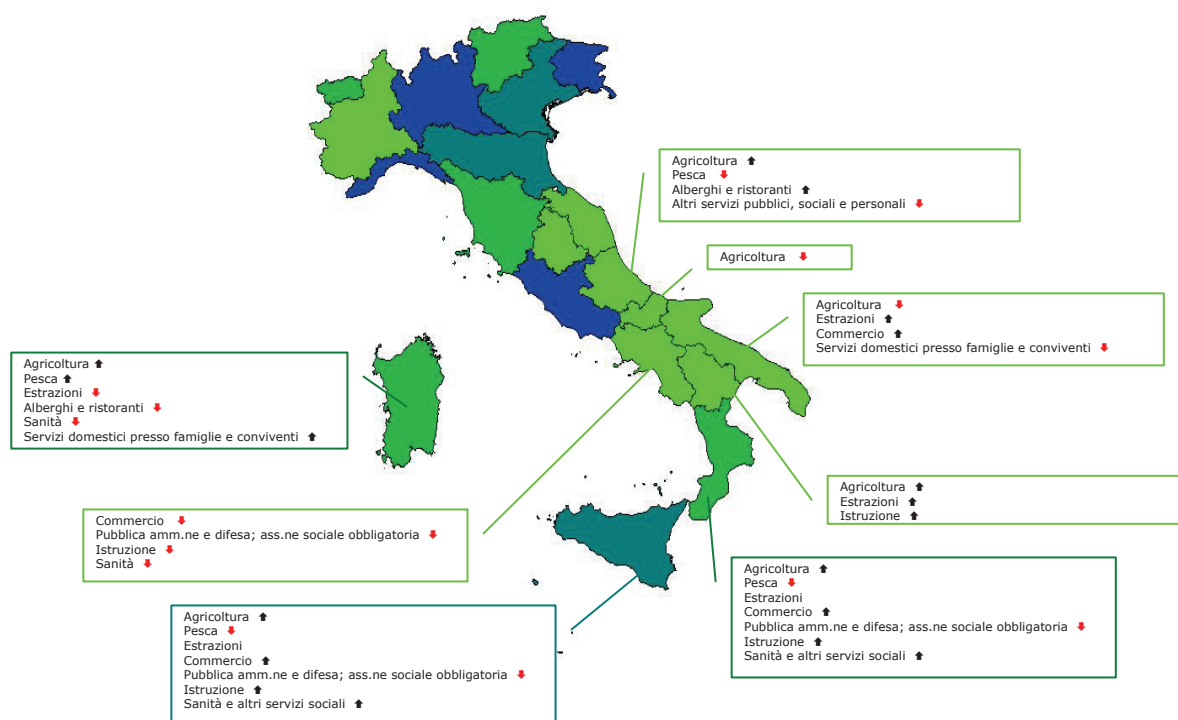 Agricoltura ⬆
Pesca ⬇
Alberghi e ristoranti ⬆
Altri servizi pubblici, sociali e personali ⬇
Agricoltura ⬇
Agricoltura ⬇
Estrazioni ⬆
Commercio ⬆
Servizi domestici presso famiglie e conviventi ⬇
Agricoltura ⬆
Pesca ⬆
Estrazioni ⬇
Alberghi e ristoranti ⬇
Sanità ⬇
Servizi domestici presso famiglie e conviventi ⬆
Agricoltura ⬆
Estrazioni ⬆
Istruzione ⬆
Commercio ⬇
Pubblica amm.ne e difesa; ass.ne sociale obbligatoria ⬇
Istruzione ⬇
Sanità ⬇
Agricoltura ⬆
Pesca ⬇
Estrazioni
Commercio ⬆
Pubblica amm.ne e difesa; ass.ne sociale obbligatoria ⬇
Istruzione ⬆
Sanità e altri servizi sociali ⬆
Agricoltura ⬆
Pesca ⬇
Estrazioni
Commercio ⬆
Pubblica amm.ne e difesa; ass.ne sociale obbligatoria ⬇
Istruzione ⬆
Sanità e altri servizi sociali ⬆